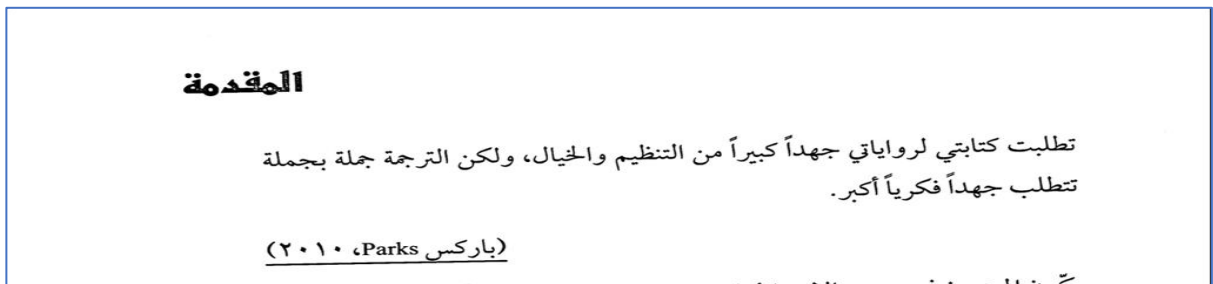 المقدمة
تطلبت كتابتي لرواياتي جهداً كبيراً من التنظيم والخيال، ولكن الترجمة جملة بجملة
تتطلب جهداً فكرياً أكبر.
(باركس Parks، ٢٠١٠)